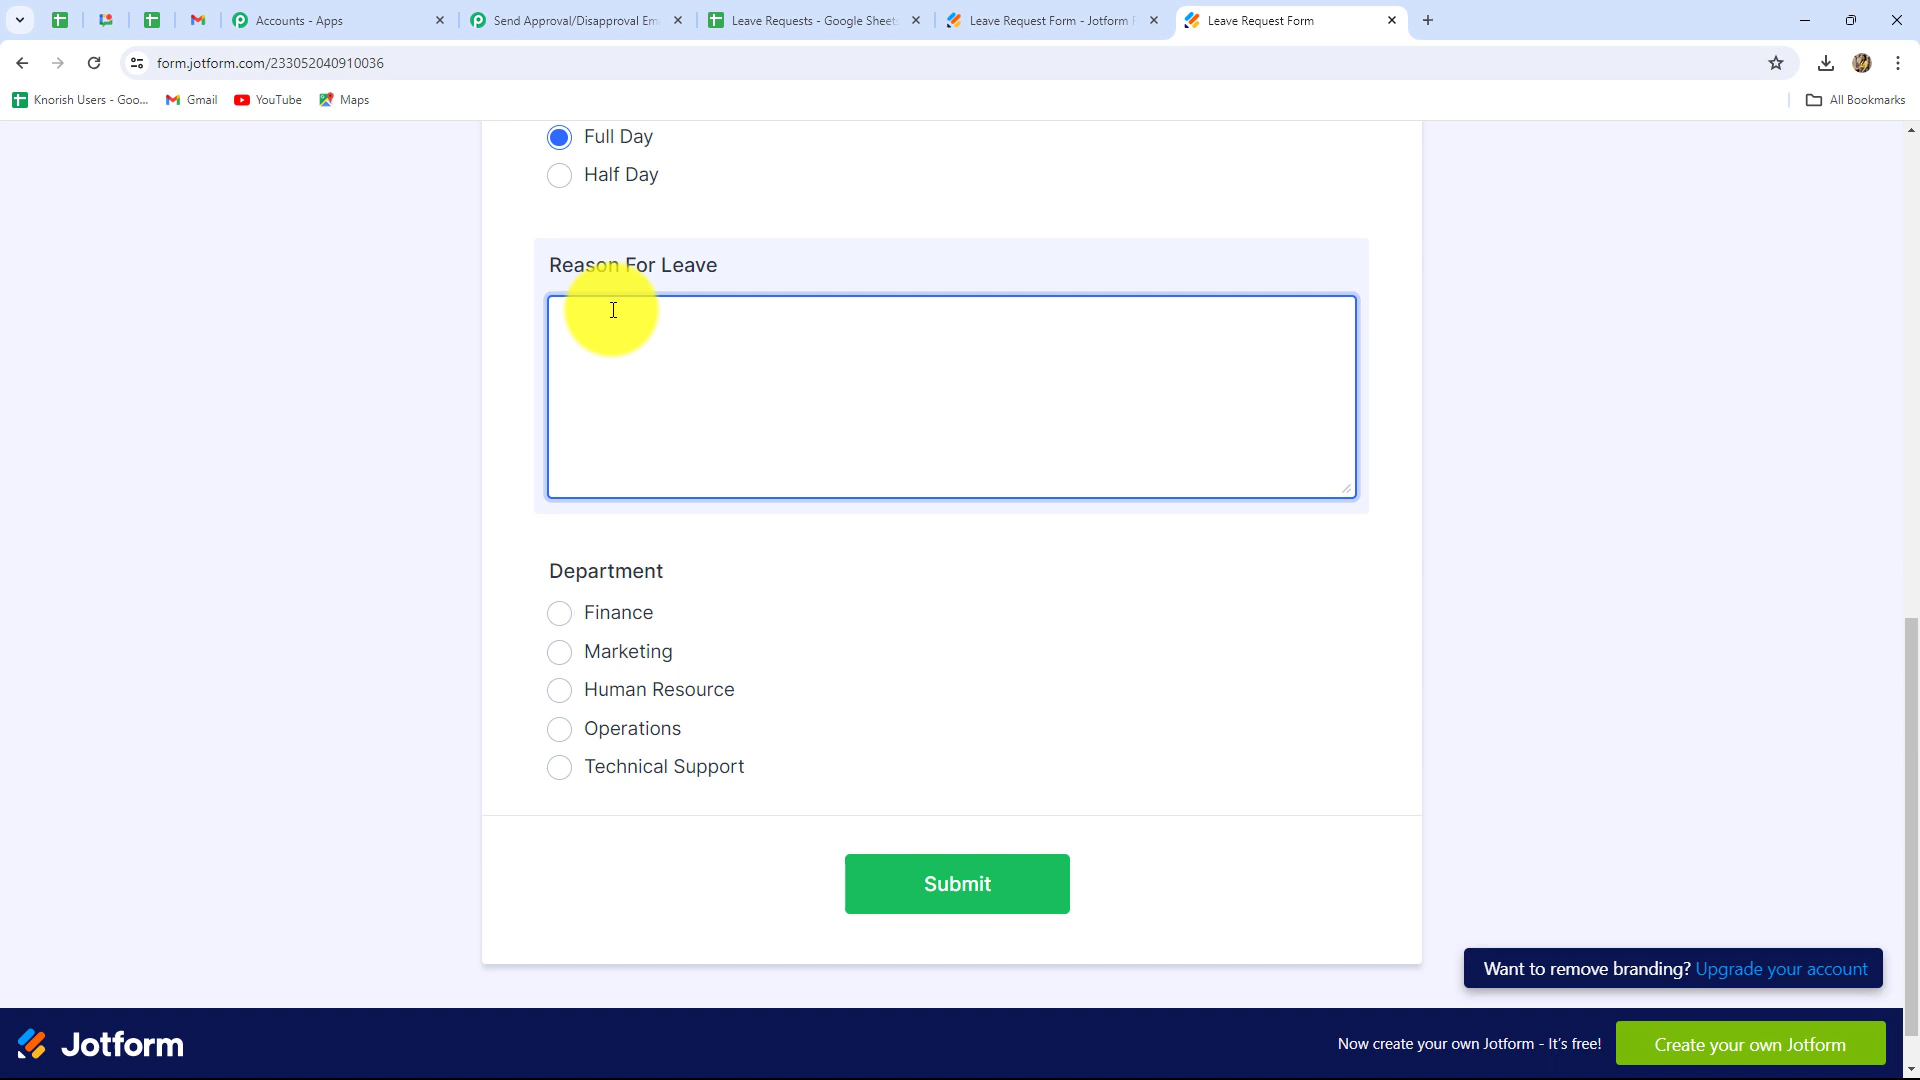 Accounts - Apps
Send Approval/Disapproval Em
Leave Requests - Google Sheets
Leave Request Form - Jotform F
Leave Request Form
form.jotform.com/233052040910036
Knorish Users - Goo...
Gmail
YouTube
Maps
All Bookmarks
Full Day
Half Day
Reason For Leave
Department
Finance
Marketing
Human Resource
Operations
Technical Support
Submit
Want to remove branding? Upgrade your account
Jotform
Now create your own Jotform - It's free!
Create your own Jotform